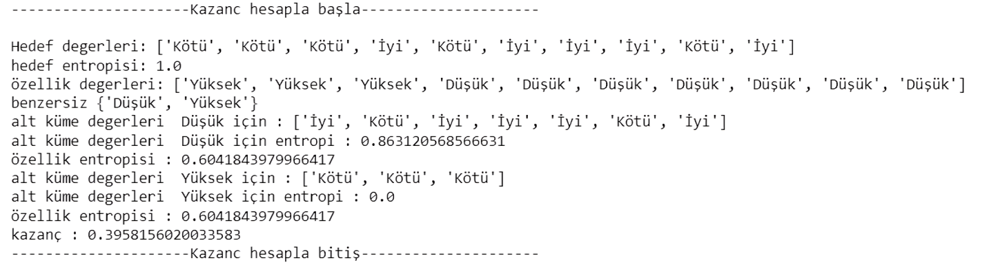 ---------------------Kazanc hesapla başla---------------------
Hedef degerleri: ['Kötü', 'Kötü', 'Kötü', 'İyi', 'Kötü', 'İyi', 'İyi', 'İyi', 'Kötü', 'İyi']
hedef entropisi: 1.0
özellik degerleri: ['Yüksek', 'Yüksek', 'Yüksek', 'Düşük', 'Düşük', 'Düşük', 'Düşük', 'Düşük', 'Düşük', 'Düşük']
benzersiz {'Düşük', 'Yüksek'}
alt küme degerleri  Düşük için : ['İyi', 'Kötü', 'İyi', 'İyi', 'İyi', 'Kötü', 'İyi']
alt küme degerleri  Düşük için entropi : 0.863120568566631
özellik entropisi : 0.6041843979966417
alt küme degerleri  Yüksek için : ['Kötü', 'Kötü', 'Kötü']
alt küme degerleri  Yüksek için entropi : 0.0
özellik entropisi : 0.6041843979966417
kazanç : 0.3958156020033583
---------------------Kazanc hesapla bitiş---------------------